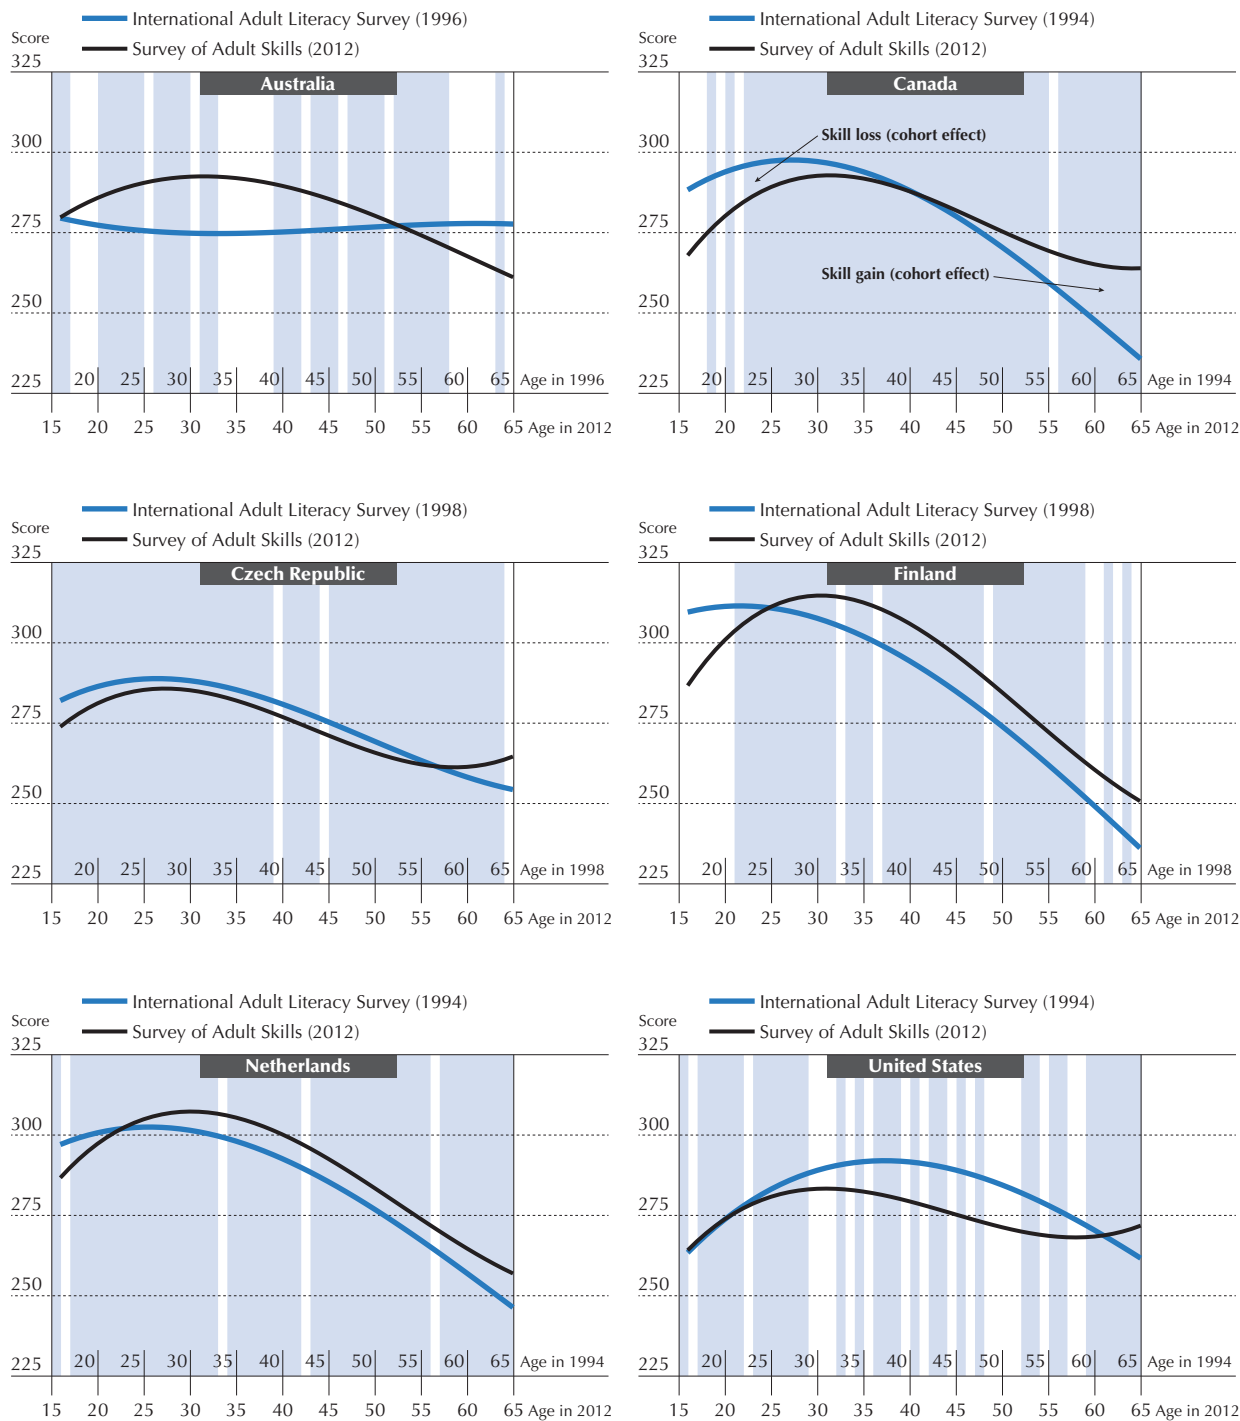 International Adult Literacy Survey (1996)
Survey of Adult Skills (2012)
Score
325
Australia
300
275
250
225
20 25 30 35 40 45 50 55 60 65 Age in 1996
15 20 25 30 35 40 45 50 55 60 65 Age in 2012
International Adult Literacy Survey (1994)
Survey of Adult Skills (2012)
Score
325
Canada
Skill loss (cohort effect)
300
275
Skill gain (cohort effect)
250
225
20 25 30 35 40 45 50 55 60 65 Age in 1994
15 20 25 30 35 40 45 50 55 60 65 Age in 2012
International Adult Literacy Survey (1998)
Survey of Adult Skills (2012)
Score
325
Czech Republic
300
275
250
225
20 25 30 35 40 45 50 55 60 65 Age in 1998
15 20 25 30 35 40 45 50 55 60 65 Age in 2012
International Adult Literacy Survey (1998)
Survey of Adult Skills (2012)
Score
325
Finland
300
275
250
225
20 25 30 35 40 45 50 55 60 65 Age in 1998
15 20 25 30 35 40 45 50 55 60 65 Age in 2012
International Adult Literacy Survey (1994)
Survey of Adult Skills (2012)
Score
325
Netherlands
300
275
250
225
20 25 30 35 40 45 50 55 60 65 Age in 1994
15 20 25 30 35 40 45 50 55 60 65 Age in 2012
International Adult Literacy Survey (1994)
Survey of Adult Skills (2012)
Score
325
United States
300
275
250
225
20 25 30 35 40 45 50 55 60 65 Age in 1994
15 20 25 30 35 40 45 50 55 60 65 Age in 2012